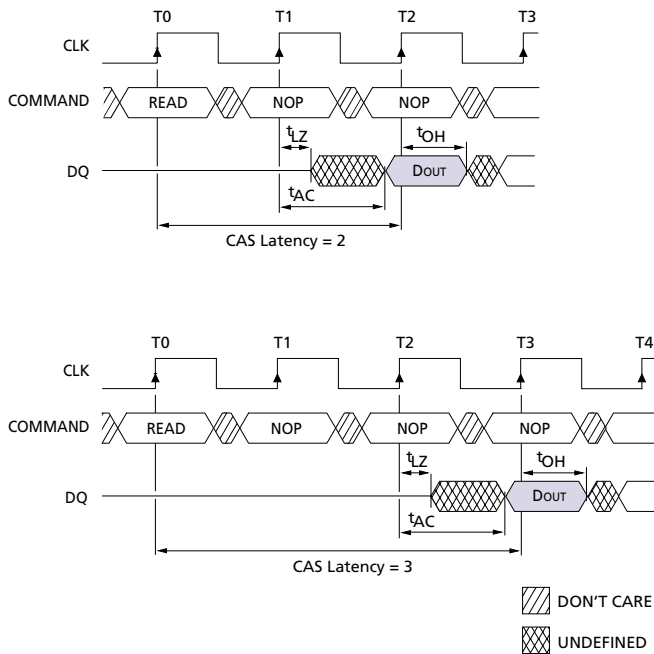 T0 T1 T2 T3
CLK
COMMAND READ NOP NOP
tLZ tOH
DQ DOUT
tAC
CAS Latency = 2
T0 T1 T2 T3 T4
CLK
COMMAND READ NOP NOP NOP
tLZ tOH
DQ DOUT
tAC
CAS Latency = 3
DON'T CARE
UNDEFINED